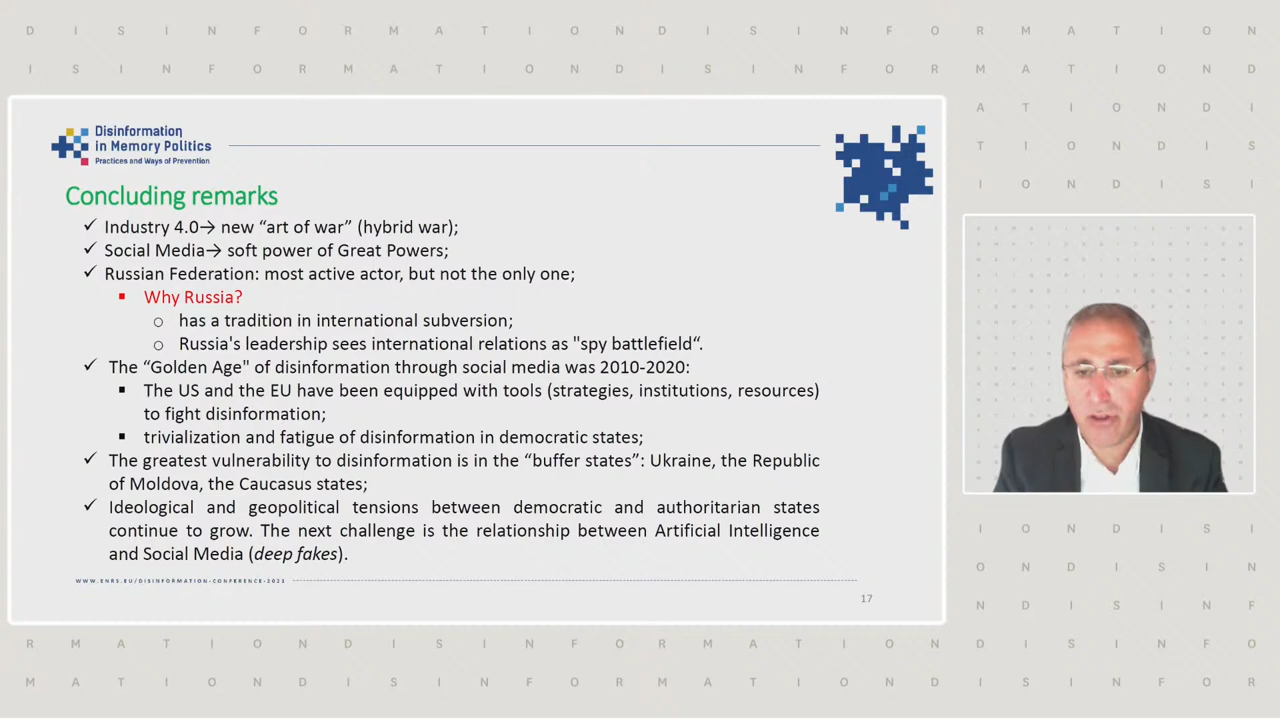 D I S I N F O R M A T I O N D I S I N F O R M A T I O N
I S I N F O R M A T I O N D I S I N F O R M A T I O N D
A T I O N D I
T I O N D I S
I O N D I S I
Disinformation
in Memory Politics
Practices and Ways of Prevention
Concluding remarks
✓ Industry 4.0→ new “art of war” (hybrid war);
✓ Social Media→ soft power of Great Powers;
✓ Russian Federation: most active actor, but not the only one;
▪ Why Russia?
o has a tradition in international subversion;
o Russia's leadership sees international relations as "spy battlefield“.
✓ The “Golden Age" of disinformation through social media was 2010-2020:
▪ The US and the EU have been equipped with tools (strategies, institutions, resources)
to fight disinformation;
▪ trivialization and fatigue of disinformation in democratic states;
✓ The greatest vulnerability to disinformation is in the “buffer states”: Ukraine, the Republic
of Moldova, the Caucasus states;
✓ Ideological and geopolitical tensions between democratic and authoritarian states
continue to grow. The next challenge is the relationship between Artificial Intelligence
and Social Media (deep fakes).
WWW.ENRS.EU/DISINFORMATION-CONFERENCE-2021
17
I O N D I S I
O N D I S I N
N D I S I N F
R M A T I O N D I S I N F O R M A T I O N D I S I N F O
M A T I O N D I S I N F O R M A T I O N D I S I N F O R